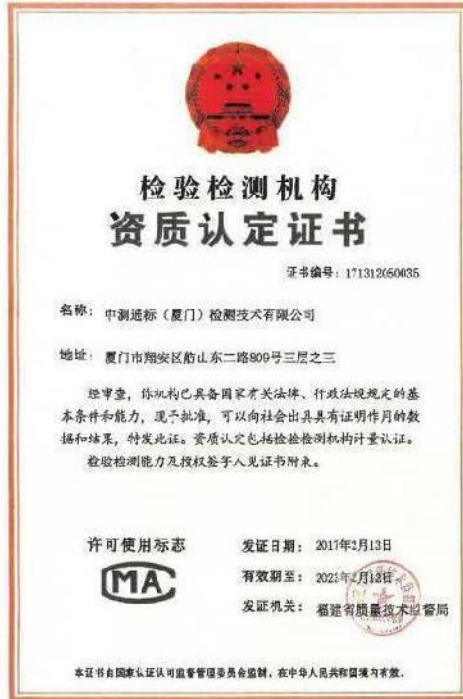 检验检测机构
资质认定证书
证书编号：171312050035
名称：中测通标（厦门）检测技术有限公司
地址：厦门市翔安区舫山东二路809号三层之三
经审查，你机构已具备国家有关法律、行政法规规定的基
本条件和能力，现予批准，可以向社会出具具有证明作用的数
据和结果，特发此证。资质认定包括检验检测机构计量认证。
检验检测能力及授权签字人见证书附表。
许可使用标志
MA
发证日期：2017年2月13日
有效期至：2023年2月12日
发证机关：福建省质量技术监督局
本证书由国家认证认可监督管理委员会监制，在中华人民共和国境内有效。